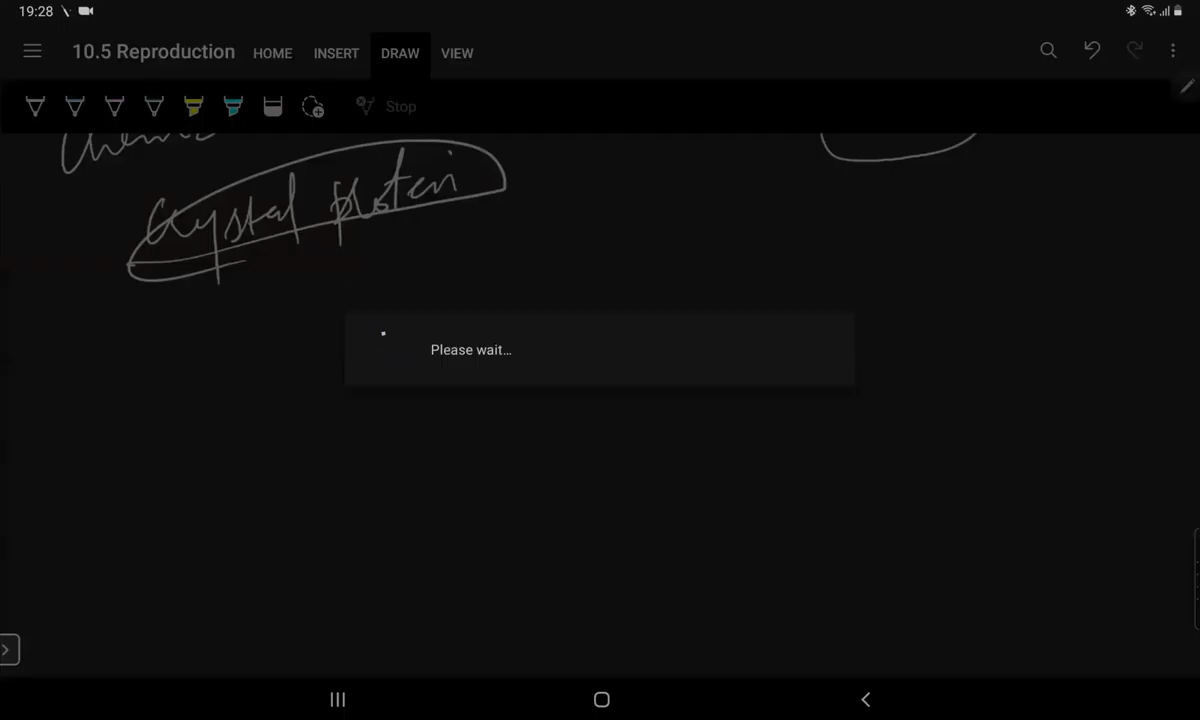 19:28
10.5 Reproduction HOME INSERT DRAW VIEW
Stop
Crystal protein
Please wait...